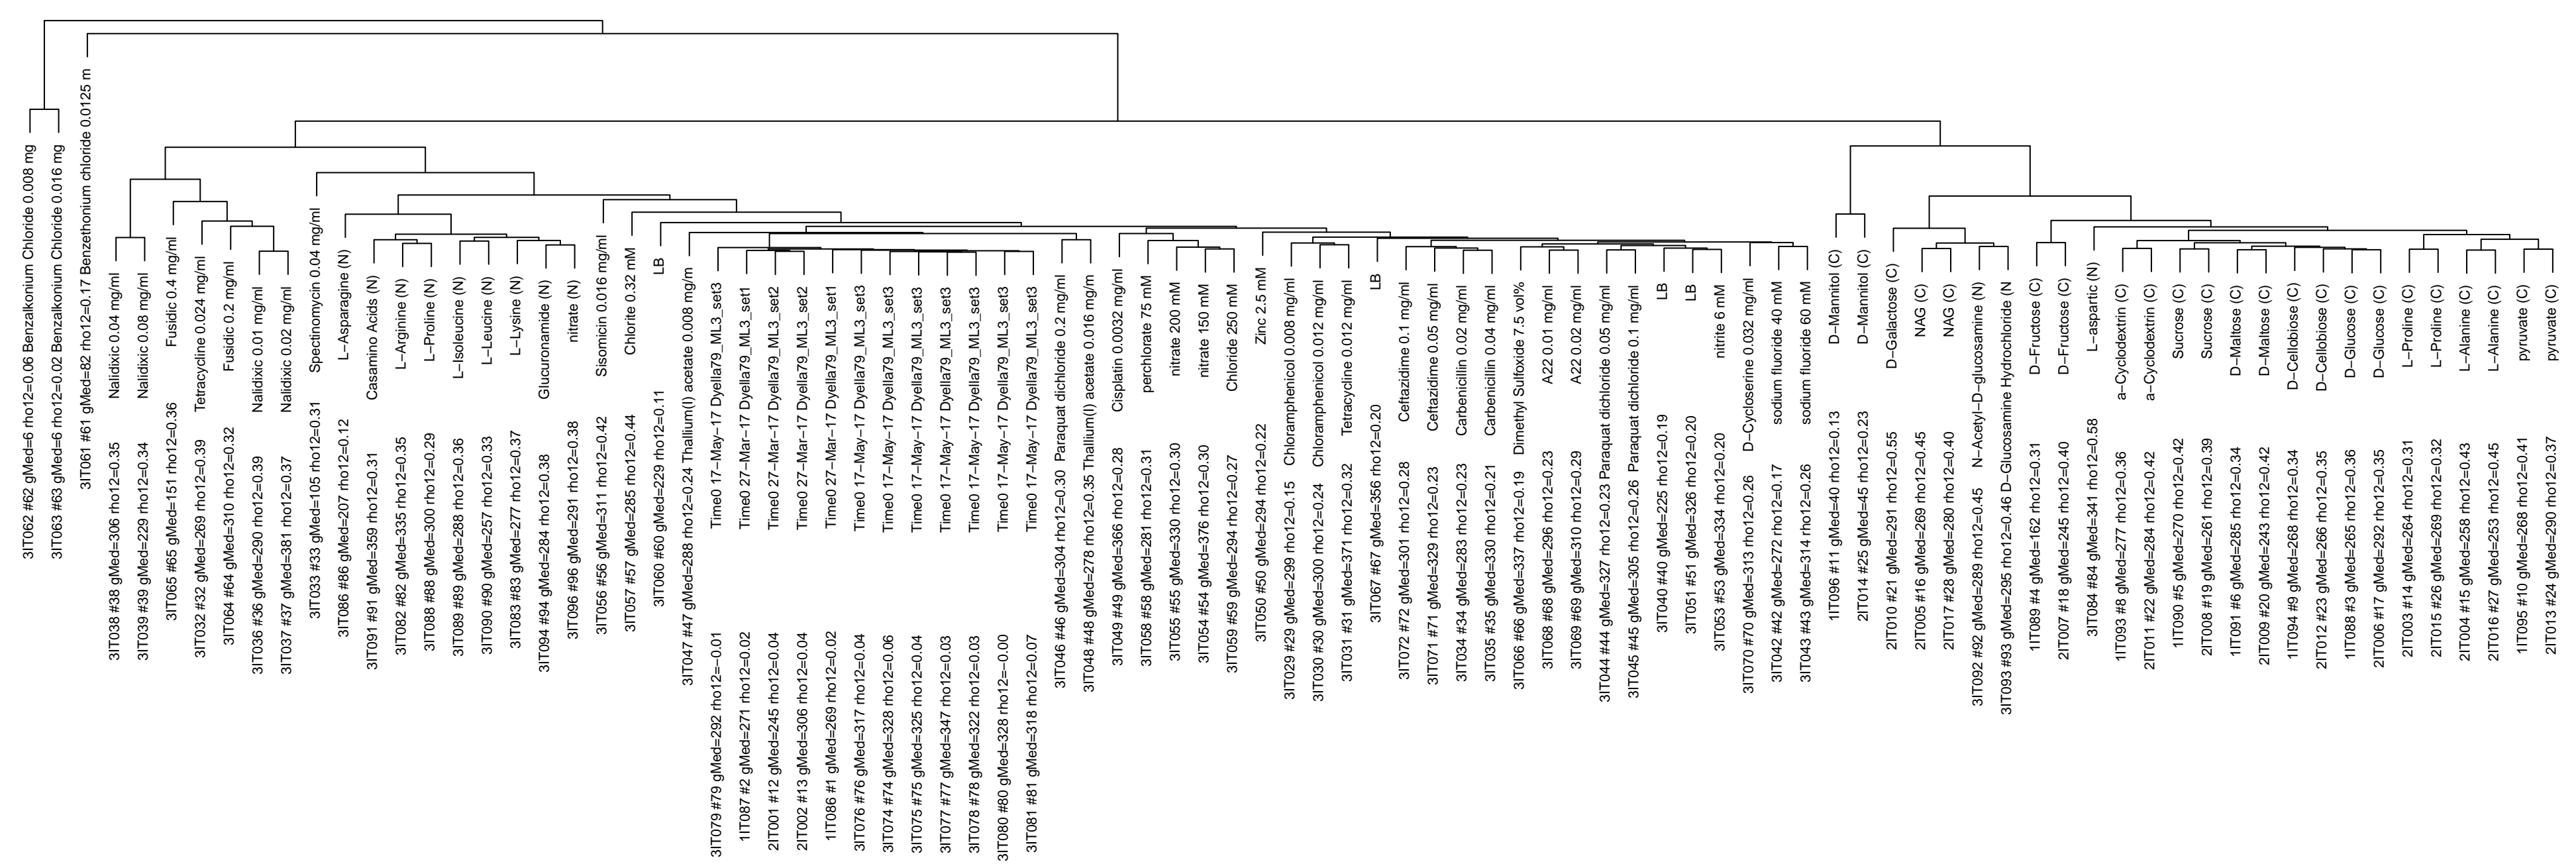 3IT062 #62 gMed=6 rho12=0.06 Benzalkonium Chloride 0.008 mg
3IT063 #63 gMed=6 rho12=0.02 Benzalkonium Chloride 0.016 mg
3IT061 #61 gMed=82 rho12=0.17 Benzethonium chloride 0.0125 m
3IT038 #38 gMed=306 rho12=0.35 Nalidixic 0.04 mg/ml
3IT039 #39 gMed=229 rho12=0.34 Nalidixic 0.08 mg/ml
3IT065 #65 gMed=151 rho12=0.36 Fusidic 0.4 mg/ml
3IT032 #32 gMed=269 rho12=0.39 Tetracycline 0.024 mg/ml
3IT064 #64 gMed=310 rho12=0.32 Fusidic 0.2 mg/ml
3IT036 #36 gMed=290 rho12=0.39 Nalidixic 0.01 mg/ml
3IT037 #37 gMed=381 rho12=0.37 Nalidixic 0.02 mg/ml
3IT033 #33 gMed=105 rho12=0.31 Spectinomycin 0.04 mg/ml
3IT086 #86 gMed=207 rho12=0.12 L−Asparagine (N)
3IT091 #91 gMed=359 rho12=0.31 Casamino Acids (N)
3IT082 #82 gMed=335 rho12=0.35 L−Arginine (N)
3IT088 #88 gMed=300 rho12=0.29 L−Proline (N)
3IT089 #89 gMed=288 rho12=0.36 L−Isoleucine (N)
3IT090 #90 gMed=257 rho12=0.33 L−Leucine (N)
3IT083 #83 gMed=277 rho12=0.37 L−Lysine (N)
3IT094 #94 gMed=284 rho12=0.38 Glucuronamide (N)
3IT096 #96 gMed=291 rho12=0.38 nitrate (N)
3IT056 #56 gMed=311 rho12=0.42 Sisomicin 0.016 mg/ml
3IT057 #57 gMed=285 rho12=0.44 Chlorite 0.32 mM
3IT060 #60 gMed=229 rho12=0.11 LB
3IT047 #47 gMed=288 rho12=0.24 Thallium(I) acetate 0.008 mg/m
3IT079 #79 gMed=292 rho12=−0.01 Time0 17−May−17 Dyella79_ML3_set3
1IT087 #2 gMed=271 rho12=0.02 Time0 27−Mar−17 Dyella79_ML3_set1
2IT001 #12 gMed=245 rho12=0.04 Time0 27−Mar−17 Dyella79_ML3_set2
2IT002 #13 gMed=306 rho12=0.04 Time0 27−Mar−17 Dyella79_ML3_set2
1IT086 #1 gMed=269 rho12=0.02 Time0 27−Mar−17 Dyella79_ML3_set1
3IT076 #76 gMed=317 rho12=0.04 Time0 17−May−17 Dyella79_ML3_set3
3IT074 #74 gMed=328 rho12=0.06 Time0 17−May−17 Dyella79_ML3_set3
3IT075 #75 gMed=325 rho12=0.04 Time0 17−May−17 Dyella79_ML3_set3
3IT077 #77 gMed=347 rho12=0.03 Time0 17−May−17 Dyella79_ML3_set3
3IT078 #78 gMed=322 rho12=0.03 Time0 17−May−17 Dyella79_ML3_set3
3IT080 #80 gMed=328 rho12=−0.00 Time0 17−May−17 Dyella79_ML3_set3
3IT081 #81 gMed=318 rho12=0.07 Time0 17−May−17 Dyella79_ML3_set3
3IT046 #46 gMed=304 rho12=0.30 Paraquat dichloride 0.2 mg/ml
3IT048 #48 gMed=278 rho12=0.35 Thallium(I) acetate 0.016 mg/m
3IT049 #49 gMed=366 rho12=0.28 Cisplatin 0.0032 mg/ml
3IT058 #58 gMed=281 rho12=0.31 perchlorate 75 mM
3IT055 #55 gMed=330 rho12=0.30 nitrate 200 mM
3IT054 #54 gMed=376 rho12=0.30 nitrate 150 mM
3IT059 #59 gMed=294 rho12=0.27 Chloride 250 mM
3IT050 #50 gMed=294 rho12=0.22 Zinc 2.5 mM
3IT029 #29 gMed=299 rho12=0.15 Chloramphenicol 0.008 mg/ml
3IT030 #30 gMed=300 rho12=0.24 Chloramphenicol 0.012 mg/ml
3IT031 #31 gMed=371 rho12=0.32 Tetracycline 0.012 mg/ml
3IT067 #67 gMed=356 rho12=0.20 LB
3IT072 #72 gMed=301 rho12=0.28 Ceftazidime 0.1 mg/ml
3IT071 #71 gMed=329 rho12=0.23 Ceftazidime 0.05 mg/ml
3IT034 #34 gMed=283 rho12=0.23 Carbenicillin 0.02 mg/ml
3IT035 #35 gMed=330 rho12=0.21 Carbenicillin 0.04 mg/ml
3IT066 #66 gMed=337 rho12=0.19 Dimethyl Sulfoxide 7.5 vol%
3IT068 #68 gMed=296 rho12=0.23 A22 0.01 mg/ml
3IT069 #69 gMed=310 rho12=0.29 A22 0.02 mg/ml
3IT044 #44 gMed=327 rho12=0.23 Paraquat dichloride 0.05 mg/ml
3IT045 #45 gMed=305 rho12=0.26 Paraquat dichloride 0.1 mg/ml
3IT040 #40 gMed=225 rho12=0.19 LB
3IT051 #51 gMed=326 rho12=0.20 LB
3IT053 #53 gMed=334 rho12=0.20 nitrite 6 mM
3IT070 #70 gMed=313 rho12=0.26 D−Cycloserine 0.032 mg/ml
3IT042 #42 gMed=272 rho12=0.17 sodium fluoride 40 mM
3IT043 #43 gMed=314 rho12=0.26 sodium fluoride 60 mM
1IT096 #11 gMed=40 rho12=0.13 D−Mannitol (C)
2IT014 #25 gMed=45 rho12=0.23 D−Mannitol (C)
2IT010 #21 gMed=291 rho12=0.55 D−Galactose (C)
2IT005 #16 gMed=269 rho12=0.45 NAG (C)
2IT017 #28 gMed=280 rho12=0.40 NAG (C)
3IT092 #92 gMed=289 rho12=0.45 N−Acetyl−D−glucosamine (N)
3IT093 #93 gMed=295 rho12=0.46 D−Glucosamine Hydrochloride (N
1IT089 #4 gMed=162 rho12=0.31 D−Fructose (C)
2IT007 #18 gMed=245 rho12=0.40 D−Fructose (C)
3IT084 #84 gMed=341 rho12=0.58 L−aspartic (N)
1IT093 #8 gMed=277 rho12=0.36 a−Cyclodextrin (C)
2IT011 #22 gMed=284 rho12=0.42 a−Cyclodextrin (C)
1IT090 #5 gMed=270 rho12=0.42 Sucrose (C)
2IT008 #19 gMed=261 rho12=0.39 Sucrose (C)
1IT091 #6 gMed=285 rho12=0.34 D−Maltose (C)
2IT009 #20 gMed=243 rho12=0.42 D−Maltose (C)
1IT094 #9 gMed=268 rho12=0.34 D−Cellobiose (C)
2IT012 #23 gMed=266 rho12=0.35 D−Cellobiose (C)
1IT088 #3 gMed=265 rho12=0.36 D−Glucose (C)
2IT006 #17 gMed=292 rho12=0.35 D−Glucose (C)
2IT003 #14 gMed=264 rho12=0.31 L−Proline (C)
2IT015 #26 gMed=269 rho12=0.32 L−Proline (C)
2IT004 #15 gMed=258 rho12=0.43 L−Alanine (C)
2IT016 #27 gMed=253 rho12=0.45 L−Alanine (C)
1IT095 #10 gMed=268 rho12=0.41 pyruvate (C)
2IT013 #24 gMed=290 rho12=0.37 pyruvate (C)